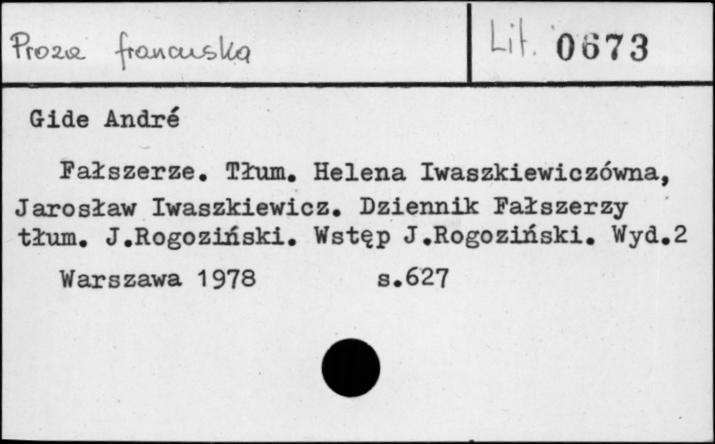 Proza francuska
Lit. 0673
Gide André
Fałszerze. Tłum. Helena Iwaszkiewiczówna,
Jarosław Iwaszkiewicz. Dziennik Fałszerzy
tłum. J.Rogoziński. Wstęp J.Rogoziński. Wyd.2
Warszawa 1978 s.627